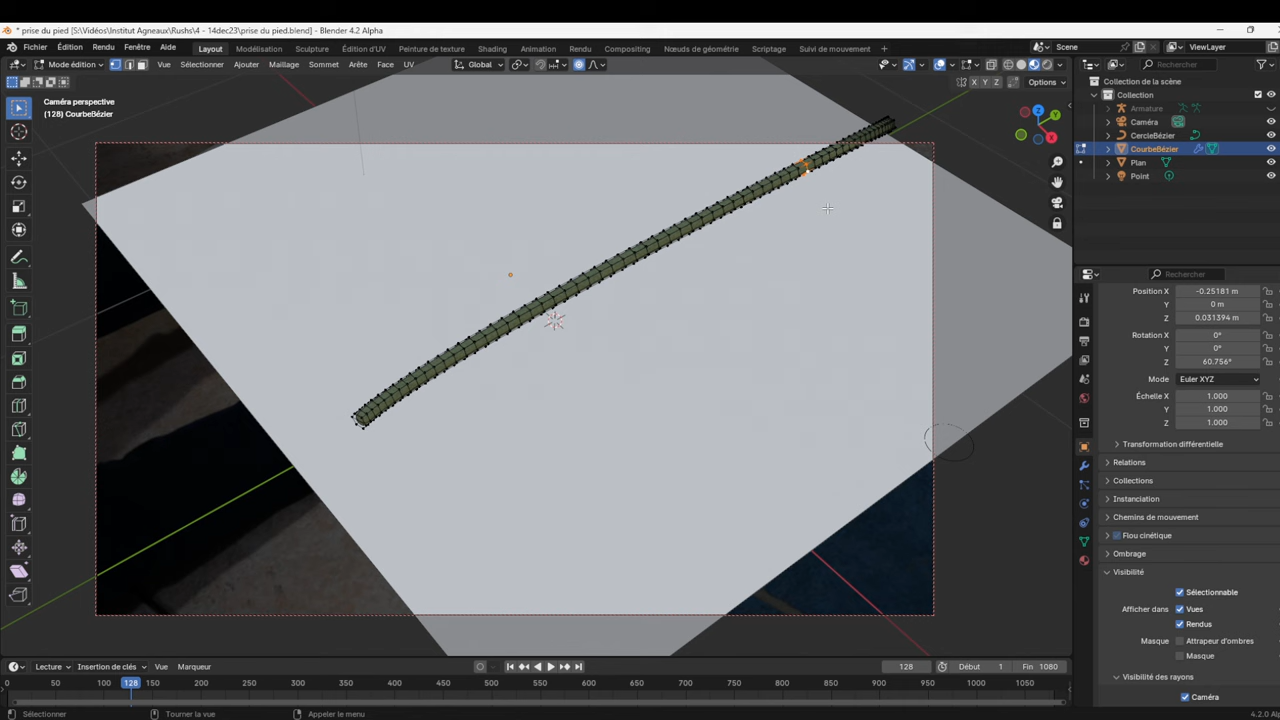 * prise du pied [S:\Vidéos\Institut Agneaux\Rushs\4 - 14dec23\prise du pied.blend] - Blender 4.2 Alpha
Fichier Édition Rendu Fenêtre Aide
Layout Modélisation Sculpture Édition d'UV Peinture de texture Shading Animation Rendu Compositing Nœuds de géométrie Scriptage Suivi de mouvement +
Scene ViewLayer
Mode édition Vue Sélectionner Ajouter Maillage Sommet Arête Face UV Global
Rechercher
X Y Z Options
Collection de la scène
Collection
Armature
Caméra
CercleBézier
CourbeBézier
Plan
Point
Caméra perspective
(128) CourbeBézier
Z
Y
X
Rechercher
Position X -0.25181 m
Y 0 m
Z 0.031394 m
Rotation X 0°
Y 0°
Z 60.756°
Mode Euler XYZ
Échelle X 1.000
Y 1.000
Z 1.000
Transformation différentielle
Relations
Collections
Instanciation
Chemins de mouvement
Flou cinétique
Ombrage
Visibilité
Sélectionnable
Afficher dans Vues
Rendus
Masque Attrapeur d'ombres
Masque
Visibilité des rayons
Caméra
Lecture Insertion de clés Vue Marqueur 128 Début 1 Fin 1080
0 50 100 128 150 200 250 300 350 400 450 500 550 600 650 700 750 800 850 900 950 1000 1050
Sélectionner Tourner la vue Appeler le menu
4.2.0 Alp